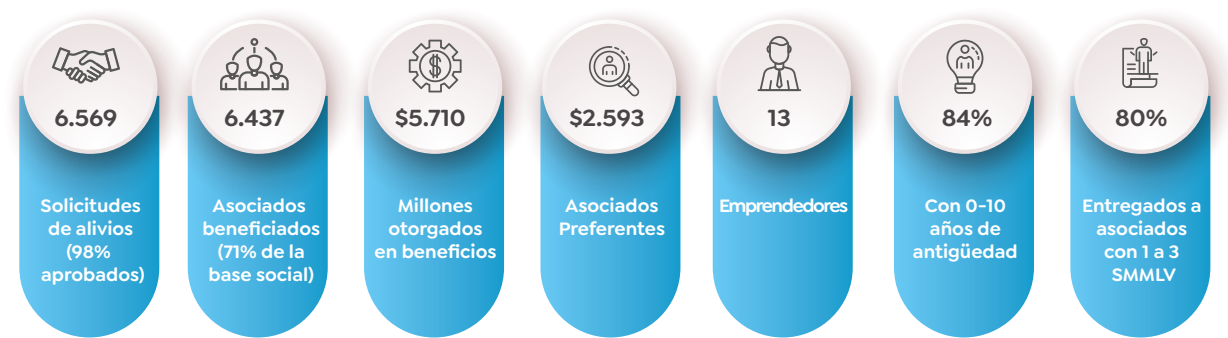 6.569
Solicitudes
de alivios
(98%
aprobados)
6.437
Asociados
beneficiados
(71% de la
base social)
$5.710
Millones
otorgados
en beneficios
$2.593
Asociados
Preferentes
13
Emprendedores
84%
Con 0-10
años de
antigüedad
80%
Entregados a
asociados
con 1 a 3
SMMLV